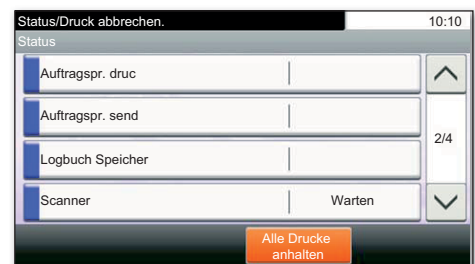 Status/Druck abbrechen. 10:10
Status
Auftragspr. druc
Auftragspr. send
2/4
Logbuch Speicher
Scanner Warten
Alle Drucke
anhalten